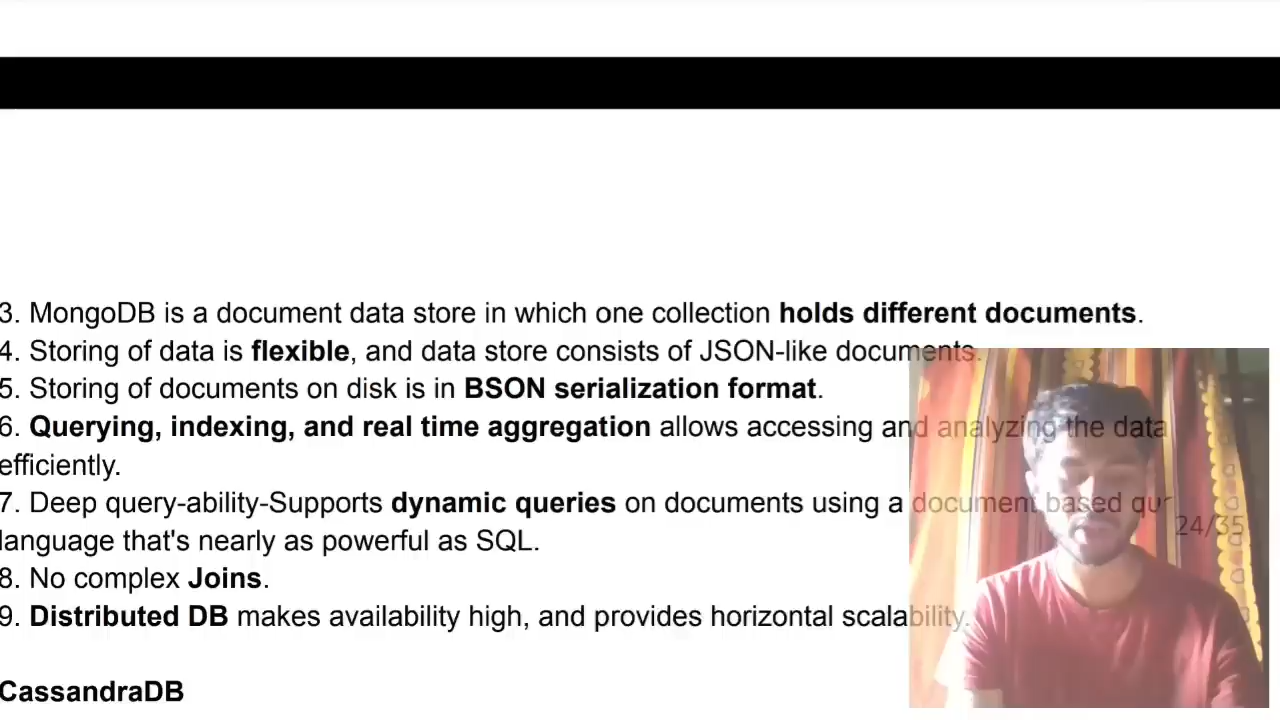 3. MongoDB is a document data store in which one collection holds different documents.
4. Storing of data is flexible, and data store consists of JSON-like documents.
5. Storing of documents on disk is in BSON serialization format.
6. Querying, indexing, and real time aggregation allows accessing and analyzing the data
efficiently.
7. Deep query-ability-Supports dynamic queries on documents using a document based
24/35
language that's nearly as powerful as SQL.
8. No complex Joins.
9. Distributed DB makes availability high, and provides horizontal scalability.
CassandraDB